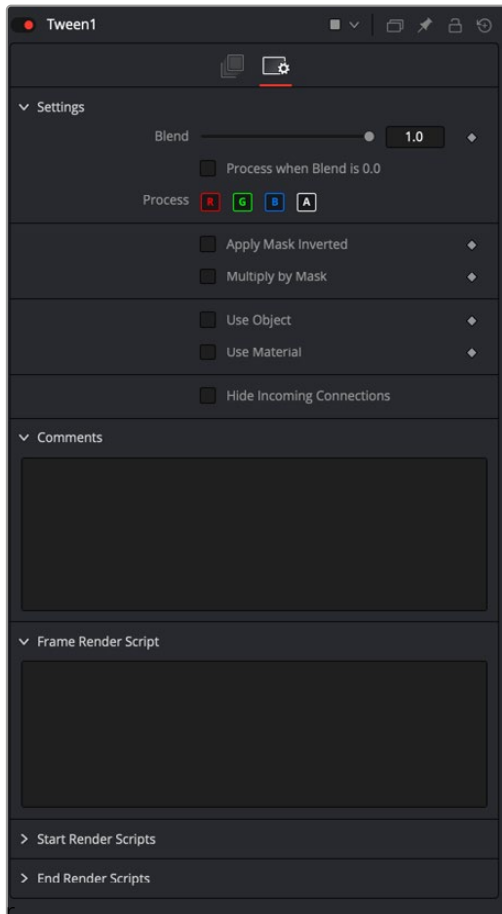 Tween1
Settings
Blend 1.0
Process when Blend is 0.0
Process R G B A
Apply Mask Inverted
Multiply by Mask
Use Object
Use Material
Hide Incoming Connections
Comments
Frame Render Script
Start Render Scripts
End Render Scripts